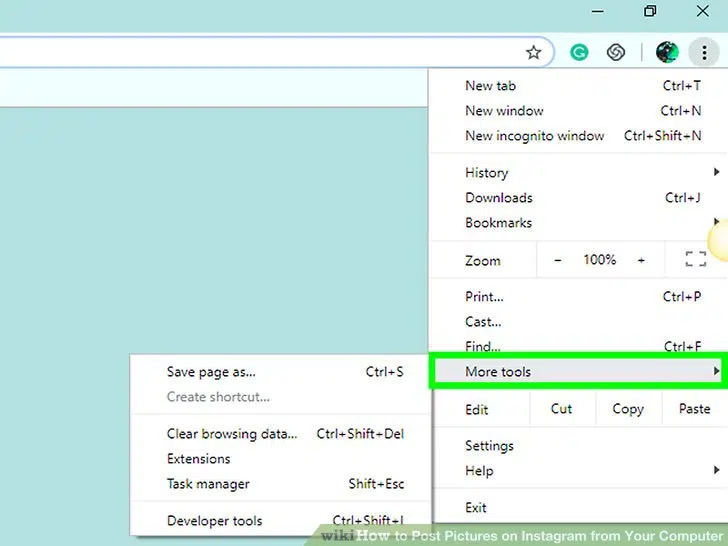 New tab Ctrl+T
New window Ctrl+N
New incognito window Ctrl+Shift+N
History
Downloads Ctrl+J
Bookmarks
Zoom - 100% +
Print... Ctrl+P
Cast...
Find... Ctrl+F
More tools
Save page as... Ctrl+S
Create shortcut...
Clear browsing data... Ctrl+Shift+Del
Extensions
Task manager Shift+Esc
Developer tools Ctrl+Shift+I
Edit Cut Copy Paste
Settings
Help
Exit
wikiHow to Post Pictures on Instagram from Your Computer